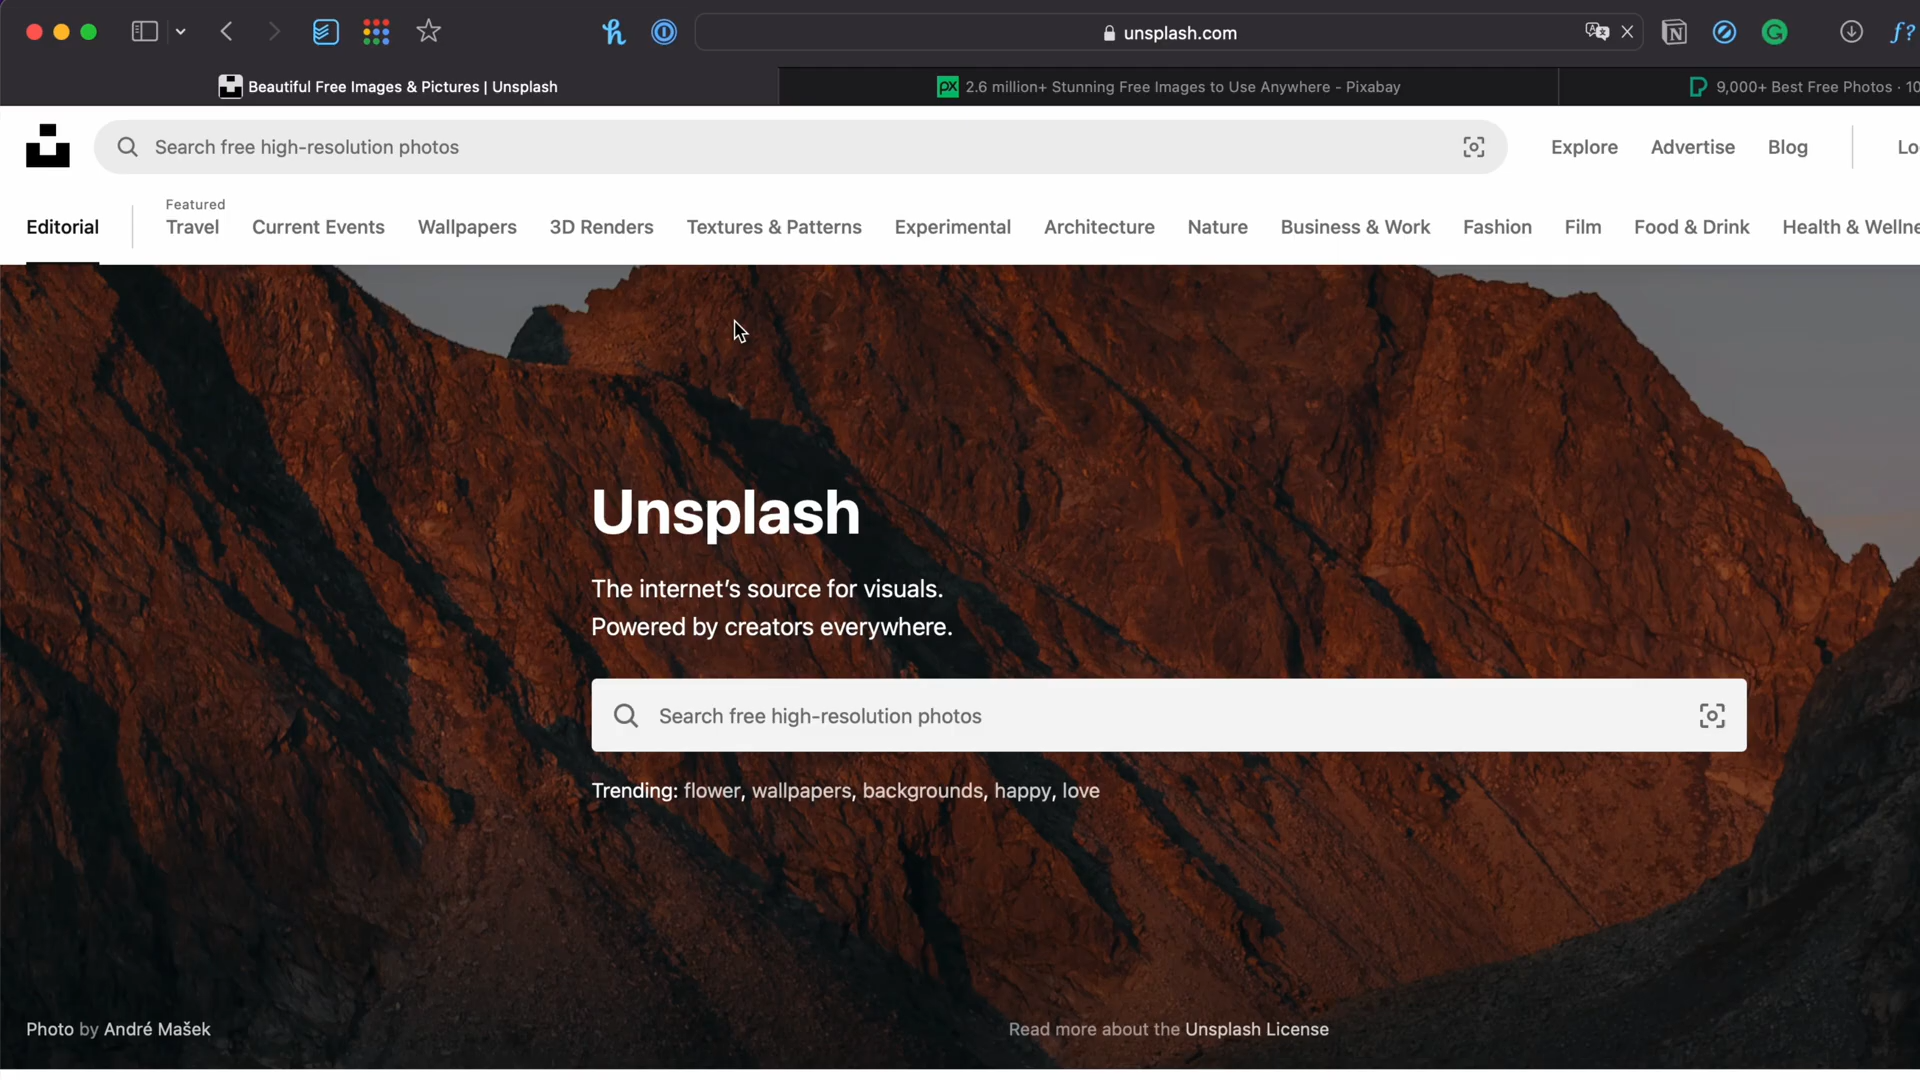 unsplash.com
Beautiful Free Images & Pictures | Unsplash
2.6 million+ Stunning Free Images to Use Anywhere - Pixabay
9,000+ Best Free Photos · 10
Search free high-resolution photos
Explore
Advertise
Blog
Lo
Featured
Editorial
Travel
Current Events
Wallpapers
3D Renders
Textures & Patterns
Experimental
Architecture
Nature
Business & Work
Fashion
Film
Food & Drink
Health & Wellne
Unsplash
The internet’s source for visuals.
Powered by creators everywhere.
Search free high-resolution photos
Trending: flower, wallpapers, backgrounds, happy, love
Photo by André Mašek
Read more about the Unsplash License